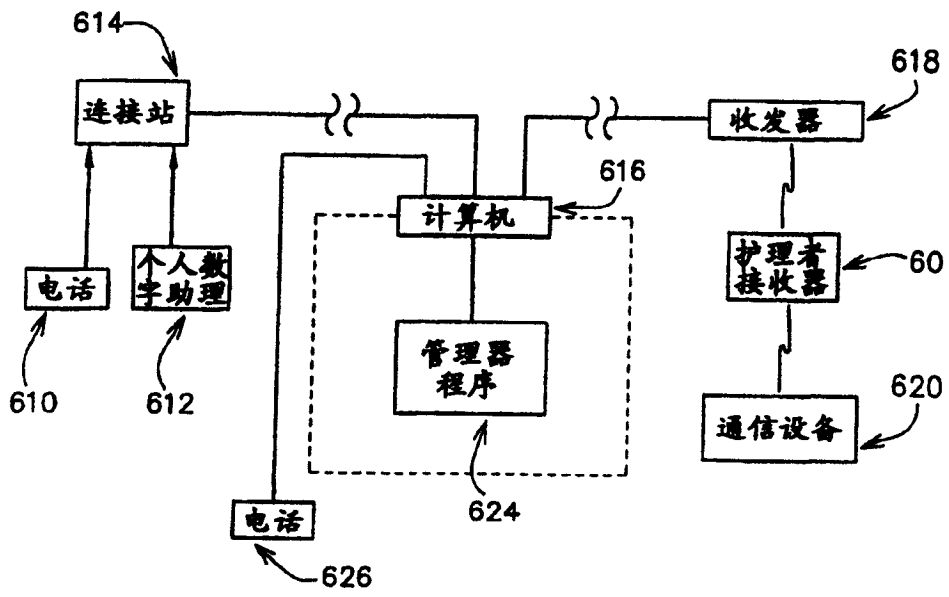 614
连接站
618
收发器
616
计算机
个人数
字助理
电话
护理者
接收器
60
管理器
程序
610
612
620
通信设备
624
电话
626